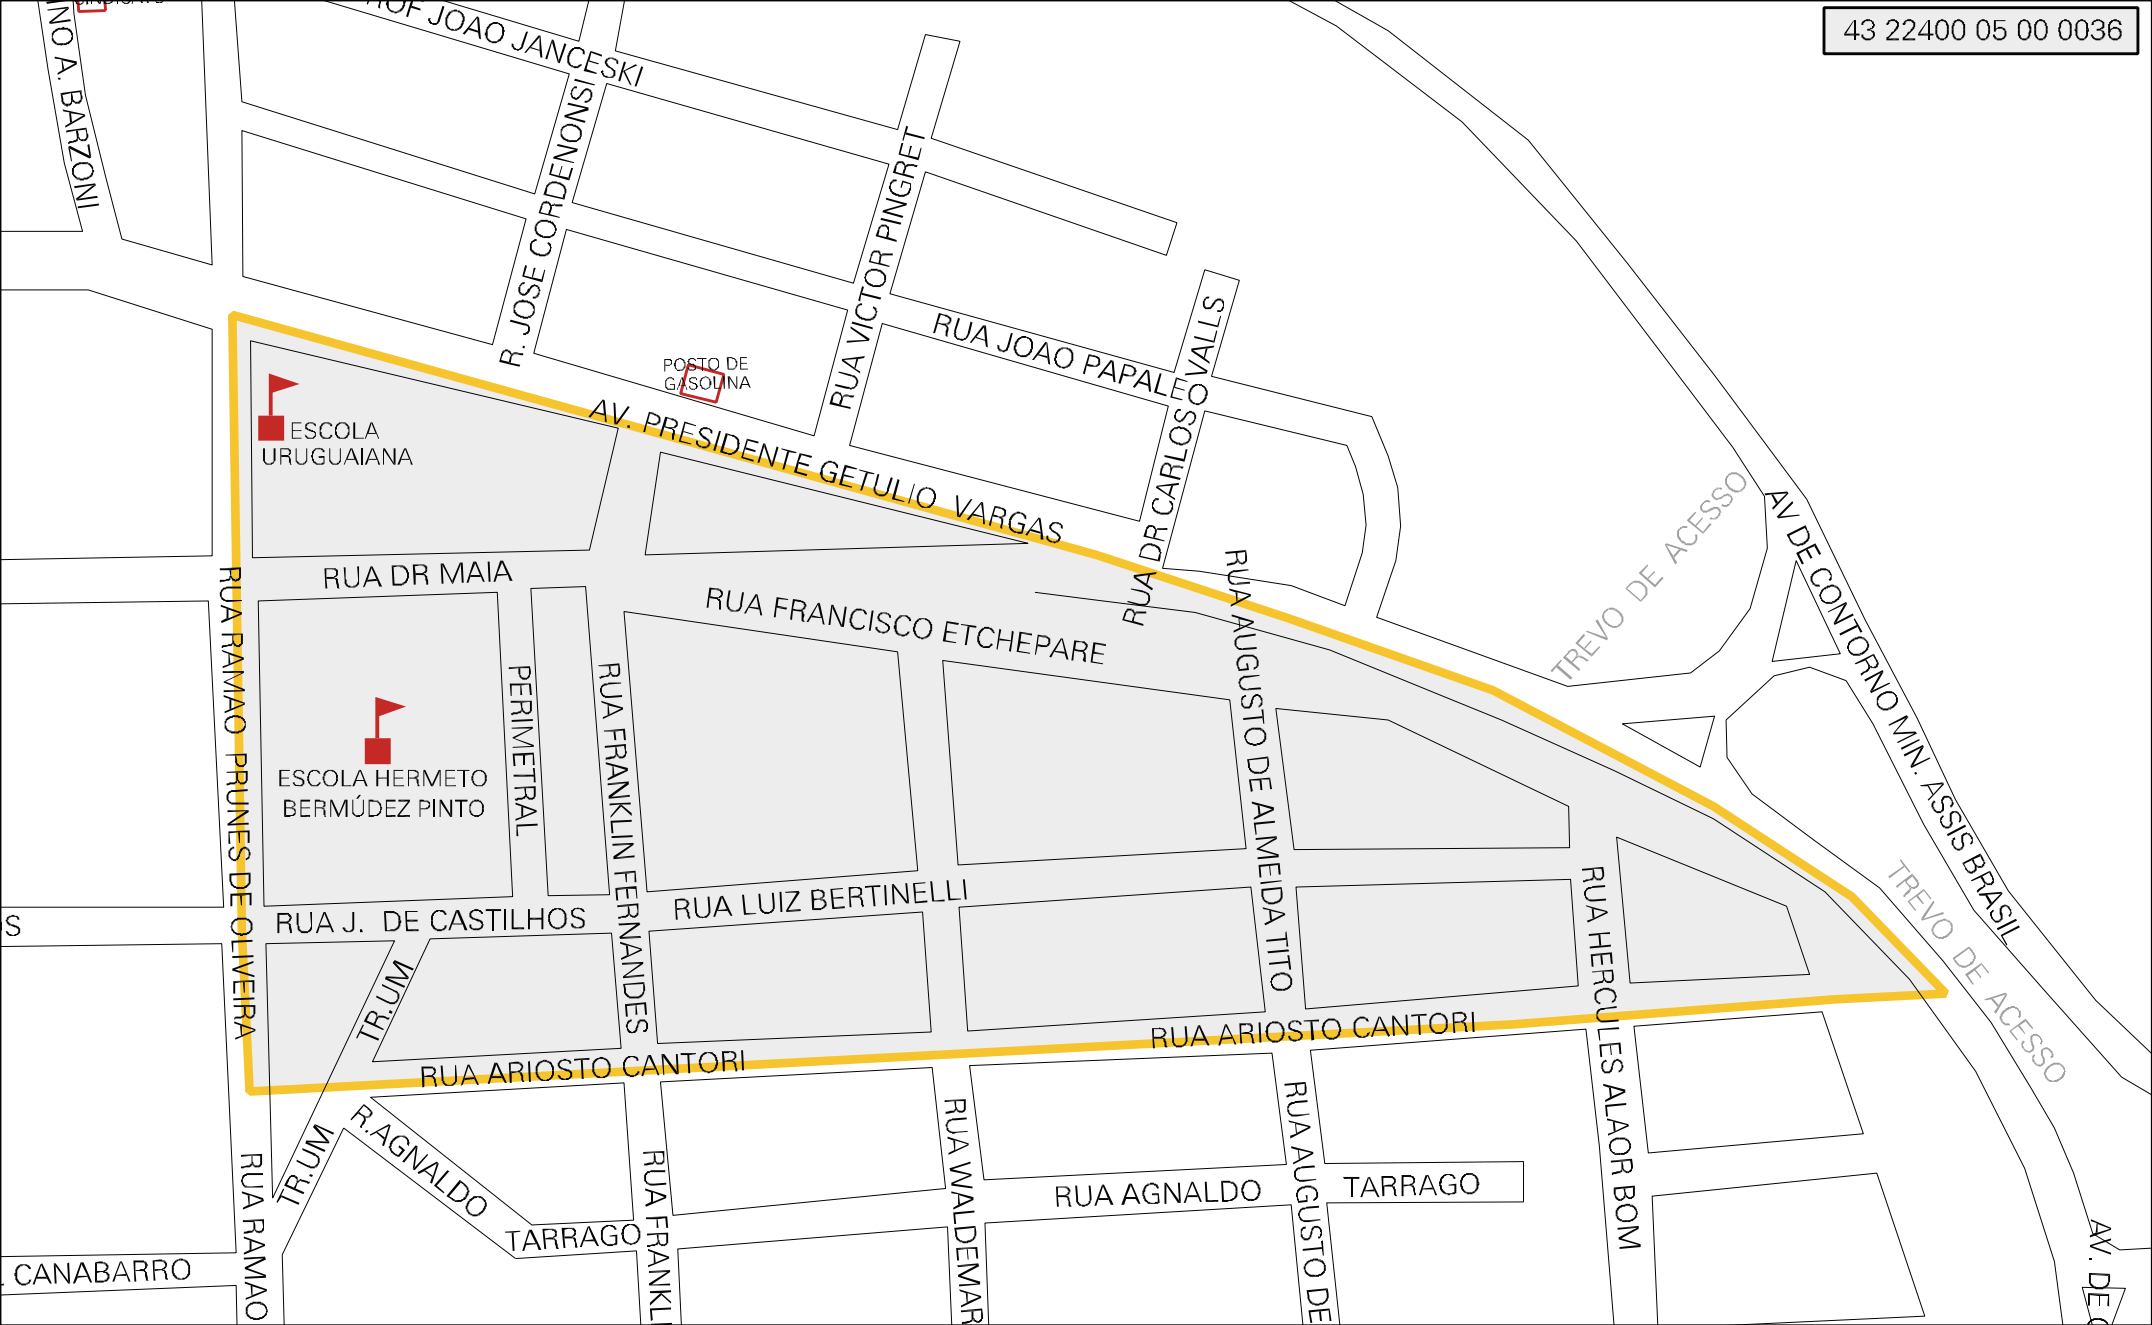 43 22400 05 00 0036
JOAO JANCESKI
A. BARZONI
R. JOSE CORDENONSI
RUA VICTOR PINGRET
RUA JOAO PAPALEO
RUA DR CARLOS VALLS
POSTO DE
GASOLINA
AV. PRESIDENTE GETULIO VARGAS
ESCOLA
URUGUAIANA
RUA DR MAIA
RUA FRANCISCO ETCHEPARE
RUA AUGUSTO DE ALMEIDA TITO
TREVO DE ACESSO
AV DE CONTORNO MIN. ASSIS BRASIL
RUA RAMAO PRUNES DE OLIVEIRA
PERIMETRAL
RUA FRANKLIN FERNANDES
ESCOLA HERMETO
BERMÚDEZ PINTO
RUA J. DE CASTILHOS
RUA LUIZ BERTINELLI
RUA HERCULES ALAOR BOM
TREVO DE ACESSO
OS
TR.UM
RUA ARIOSTO CANTORI
RUA ARIOSTO CANTORI
TR.UM
R.AGNALDO
TARRAGO
RUA RAMAO
RUA FRANKLI
RUA WALDEMAR
RUA AGNALDO
TARRAGO
RUA AUGUSTO DE
CANABARRO
AV. DE